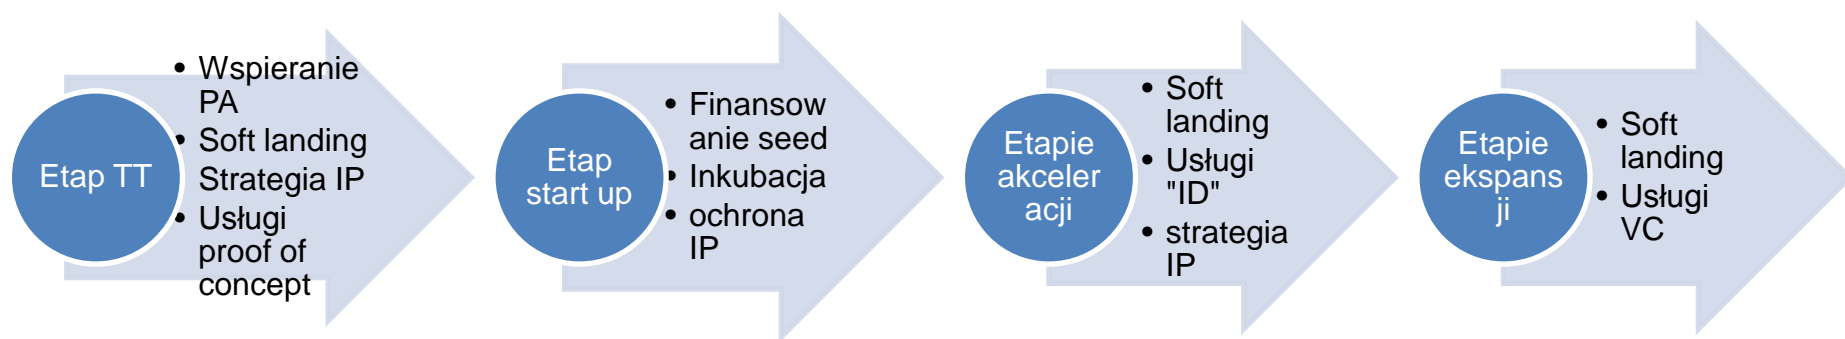 Etap TT
• Wspieranie
PA
• Soft landing
Strategia IP
• Usługi
proof of
concept
Etap
start up
• Finansow
anie seed
• Inkubacja
• ochrona
IP
Etapie
akceler
acji
• Soft
landing
• Usługi
"ID"
• strategia
IP
Etapie
ekspans
ji
• Soft
landing
• Usługi
VC